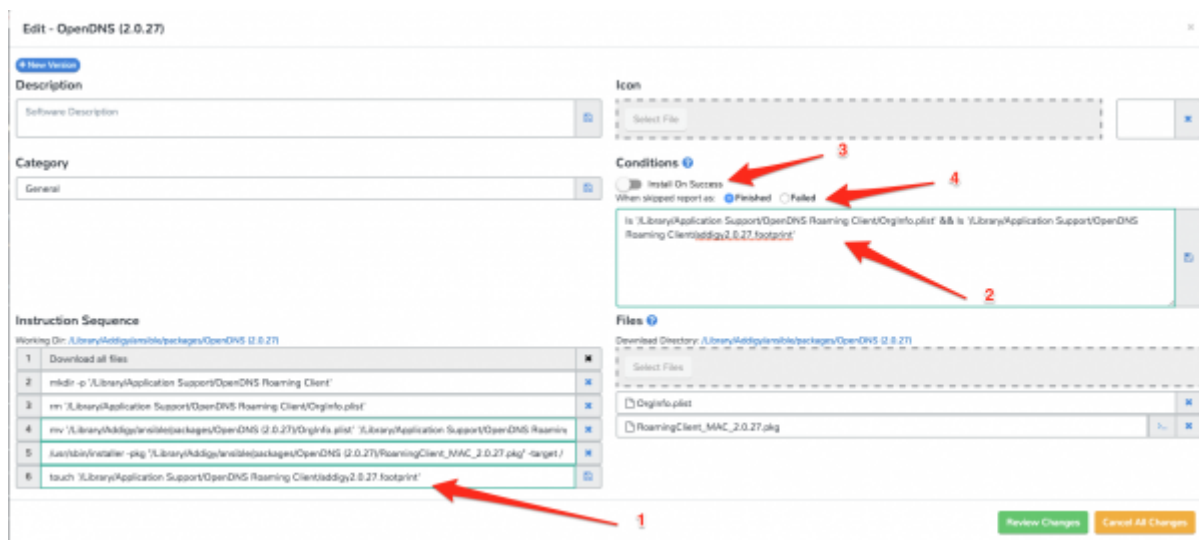 Edit - OpenDNS (2.0.27)
×
+ New Version
Description
Software Description
Category
General
Icon
Select File
Conditions
3
Install On Success
4
When skipped report as: Finished Failed
ls '/Library/Application Support/OpenDNS Roaming Client/OrgInfo.plist' && ls '/Library/Application Support/OpenDNS
Roaming Client/addigy2.0.27.footprint'
2
Instruction Sequence
Working Dir: /Library/Addigy/ansible/packages/OpenDNS (2.0.27)
1 Download all files
2 mkdir -p '/Library/Application Support/OpenDNS Roaming Client'
3 rm '/Library/Application Support/OpenDNS Roaming Client/OrgInfo.plist'
4 mv '/Library/Addigy/ansible/packages/OpenDNS (2.0.27)/OrgInfo.plist' '/Library/Application Support/OpenDNS Roaming
5 /usr/sbin/installer -pkg "/Library/Addigy/ansible/packages/OpenDNS (2.0.27)/RoamingClient_MAC_2.0.27.pkg" -target /
6 touch '/Library/Application Support/OpenDNS Roaming Client/addigy2.0.27.footprint'
1
Files
Download Directory: /Library/Addigy/ansible/packages/OpenDNS (2.0.27)
Select Files
OrgInfo.plist
RoamingClient_MAC_2.0.27.pkg
Review Changes
Cancel All Changes